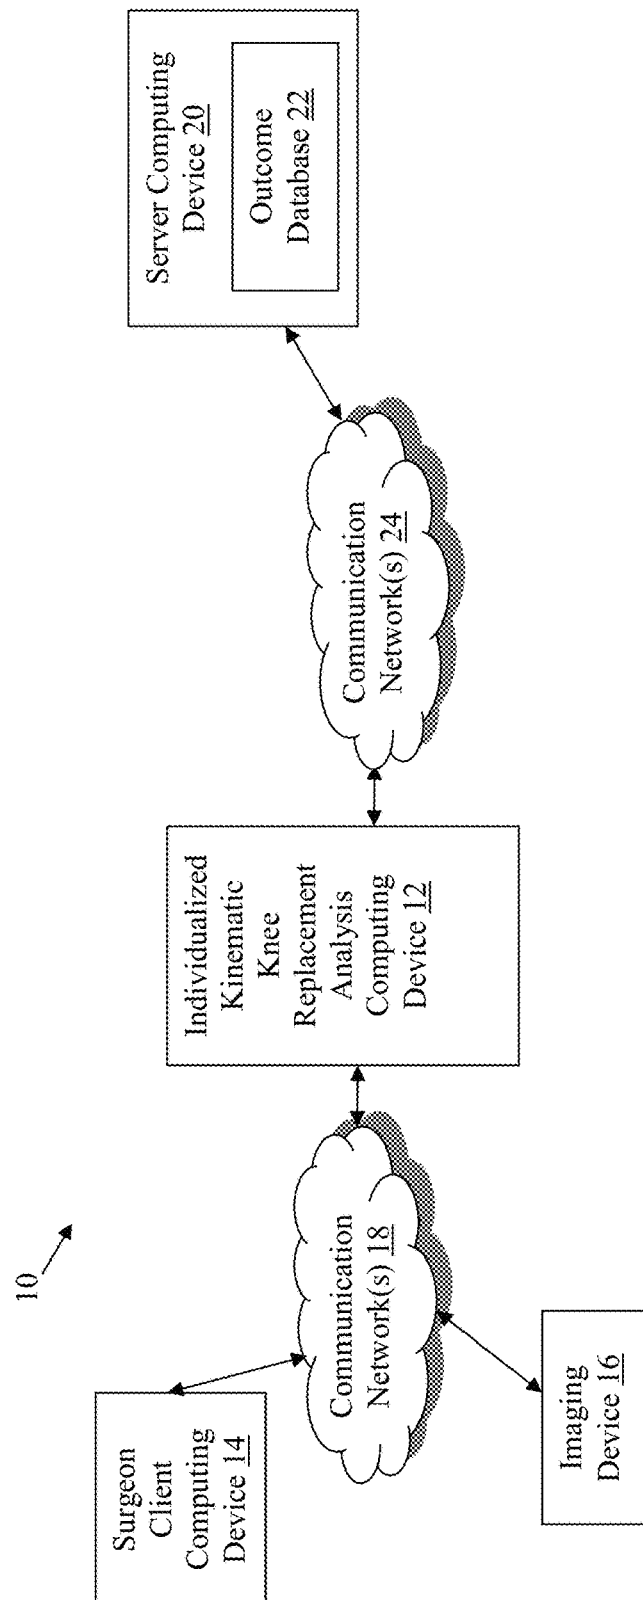 10
Surgeon
Client
Computing
Device 14
Communication
Network(s) 18
Imaging
Device 16
Individualized
Kinematic
Knee
Replacement
Analysis
Computing
Device 12
Communication
Network(s) 24
Server Computing
Device 20
Outcome
Database 22